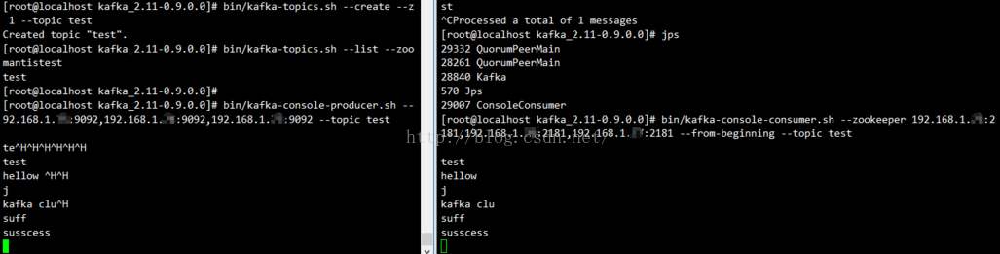 [root@localhost kafka_2.11-0.9.0.0]# bin/kafka-topics.sh --create --z
 1 --topic test
Created topic "test".
[root@localhost kafka_2.11-0.9.0.0]# bin/kafka-topics.sh --list --zoo
mantistest
test
[root@localhost kafka_2.11-0.9.0.0]#
[root@localhost kafka_2.11-0.9.0.0]# bin/kafka-console-producer.sh --
92.168.1. :9092,192.168.1. :9092,192.168.1. :9092 --topic test
te^H^H^H^H^H^H
test
hellow ^H^H
j
kafka clu^H
suff
susscess
st
^CProcessed a total of 1 messages
[root@localhost kafka_2.11-0.9.0.0]# jps
29332 QuorumPeerMain
28261 QuorumPeerMain
28840 Kafka
570 Jps
29007 ConsoleConsumer
[root@localhost kafka_2.11-0.9.0.0]# bin/kafka-console-consumer.sh --zookeeper 192.168.1. :2
181,192.168.1. :2181,192.168.1. :2181 --from-beginning --topic test
http://blog.csdn.net/
test
hellow
j
kafka clu
suff
susscess